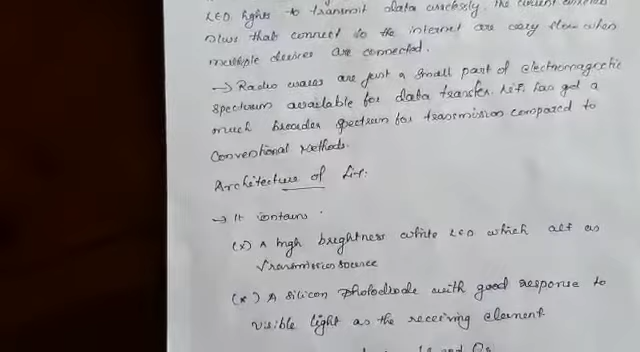 LED lights to transmit data wirelessly. The current
that connect to the internet are very slow when
multiple devices are connected.
→ Radio waves are just a small part of electromagnetic
spectrum available for data transfer. Li-Fi has got a
much broader spectrum for transmission compared to
conventional methods.
Architecture of Li-Fi:
→ It contains
(x) A high brightness white LED which act as
transmission source
(x) A silicon photodiode with good response to
visible light as the receiving element
and 0s